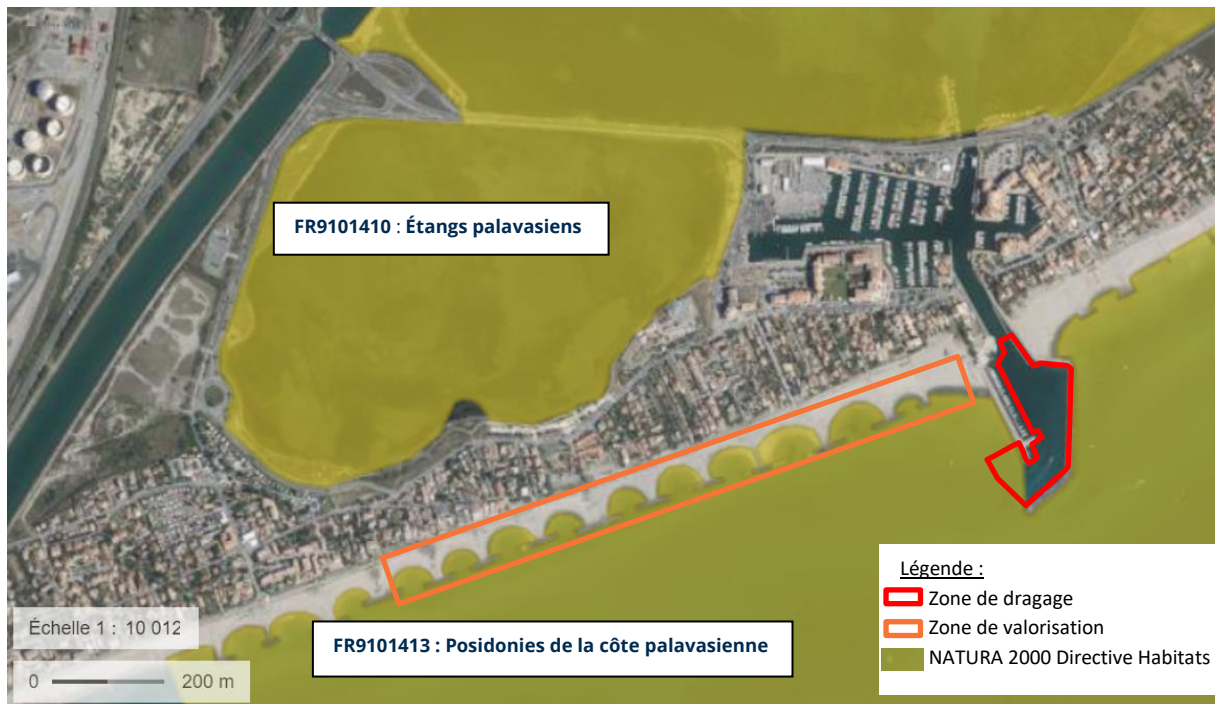 FR9101410 : Étangs palavasiens
FR9101413 : Posidonies de la côte palavasienne
Échelle 1 : 10 012
0 200 m
Légende :
Zone de dragage
Zone de valorisation
NATURA 2000 Directive Habitats